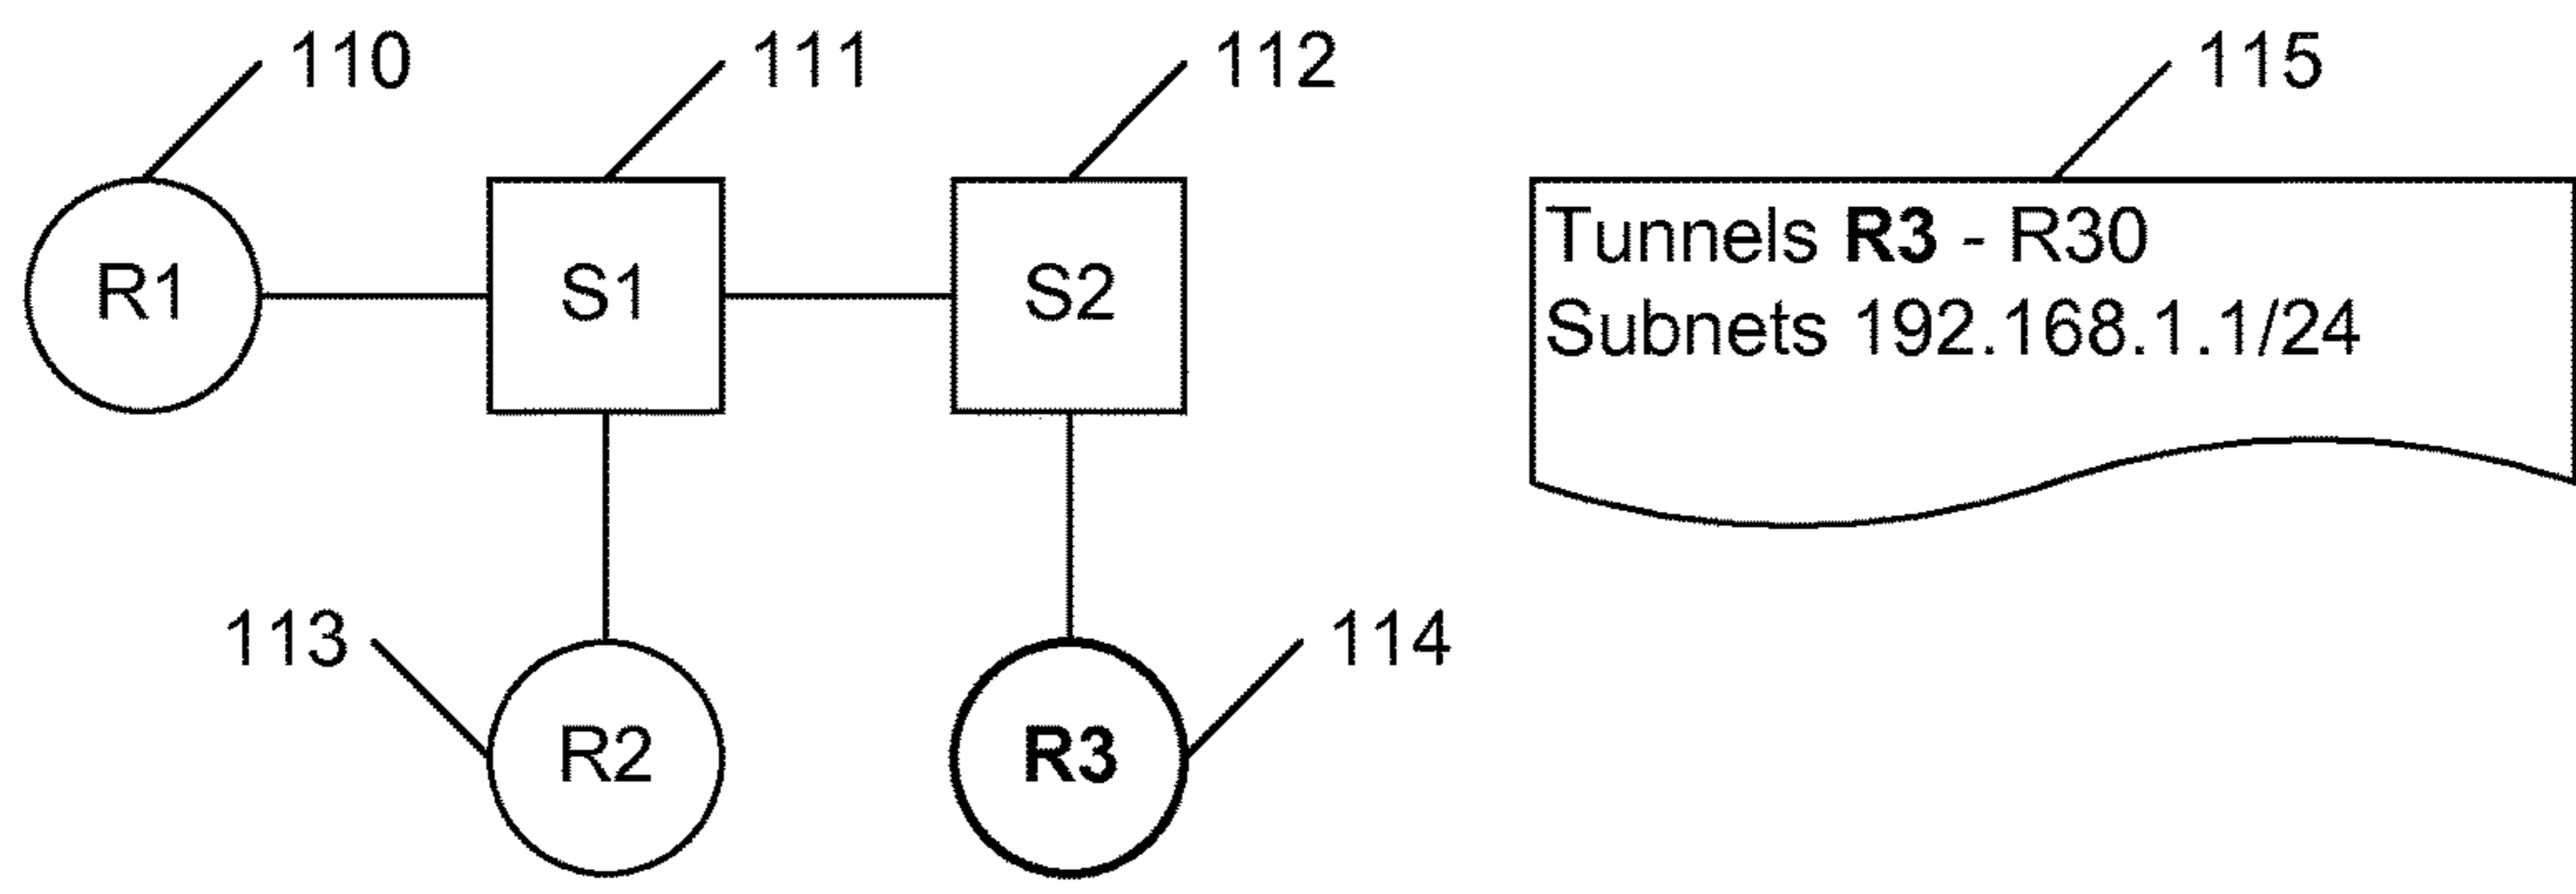 110
111
112
115
R1
S1
S2
Tunnels R3 - R30
Subnets 192.168.1.1/24
113
114
R2
R3